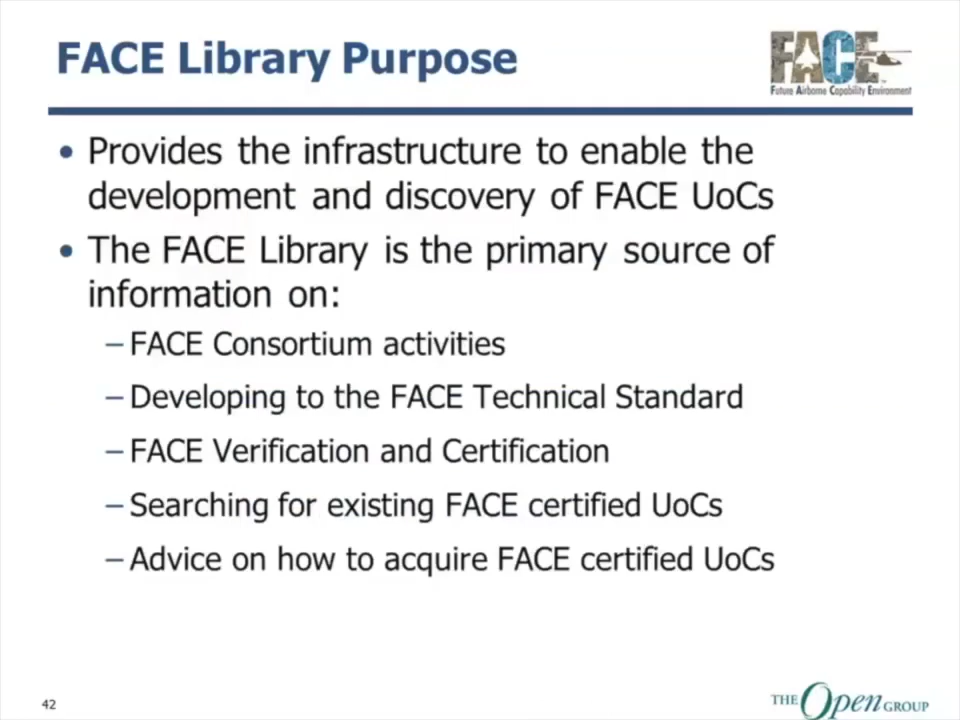 FACE Library Purpose
FACE™
Future Airborne Capability Environment
• Provides the infrastructure to enable the
development and discovery of FACE UoCs
• The FACE Library is the primary source of
information on:
– FACE Consortium activities
– Developing to the FACE Technical Standard
– FACE Verification and Certification
– Searching for existing FACE certified UoCs
– Advice on how to acquire FACE certified UoCs
42
THE Open GROUP